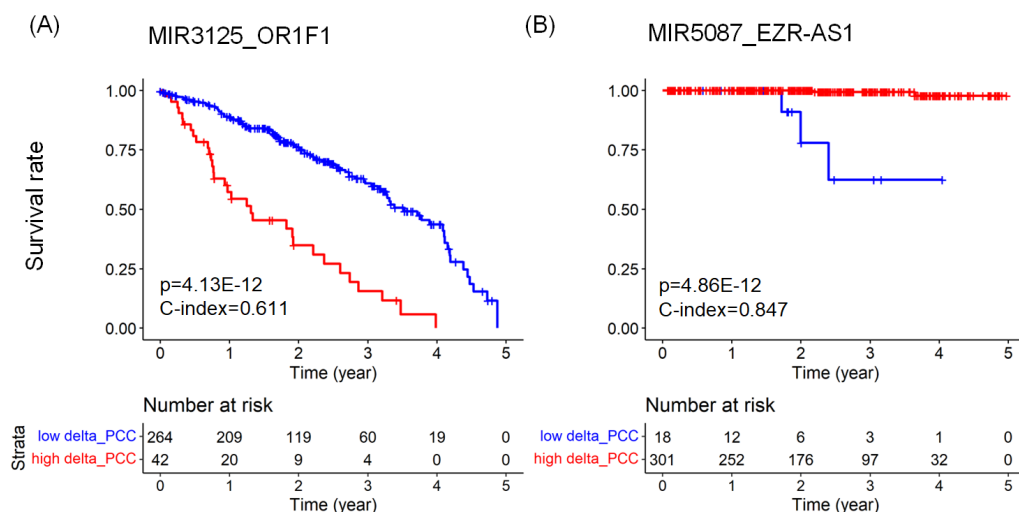 (A)
MIR3125_OR1F1
Survival rate
1.00
0.75
0.50
0.25
0.00
p=4.13E-12
C-index=0.611
0 1 2 3 4 5
Time (year)
Number at risk
Strata
low delta_PCC 264 209 119 60 19 0
high delta_PCC 42 20 9 4 0 0
0 1 2 3 4 5
Time (year)
(B)
MIR5087_EZR-AS1
1.00
0.75
0.50
0.25
0.00
p=4.86E-12
C-index=0.847
0 1 2 3 4 5
Time (year)
Number at risk
low delta_PCC 18 12 6 3 1 0
high delta_PCC 301 252 176 97 32 0
0 1 2 3 4 5
Time (year)